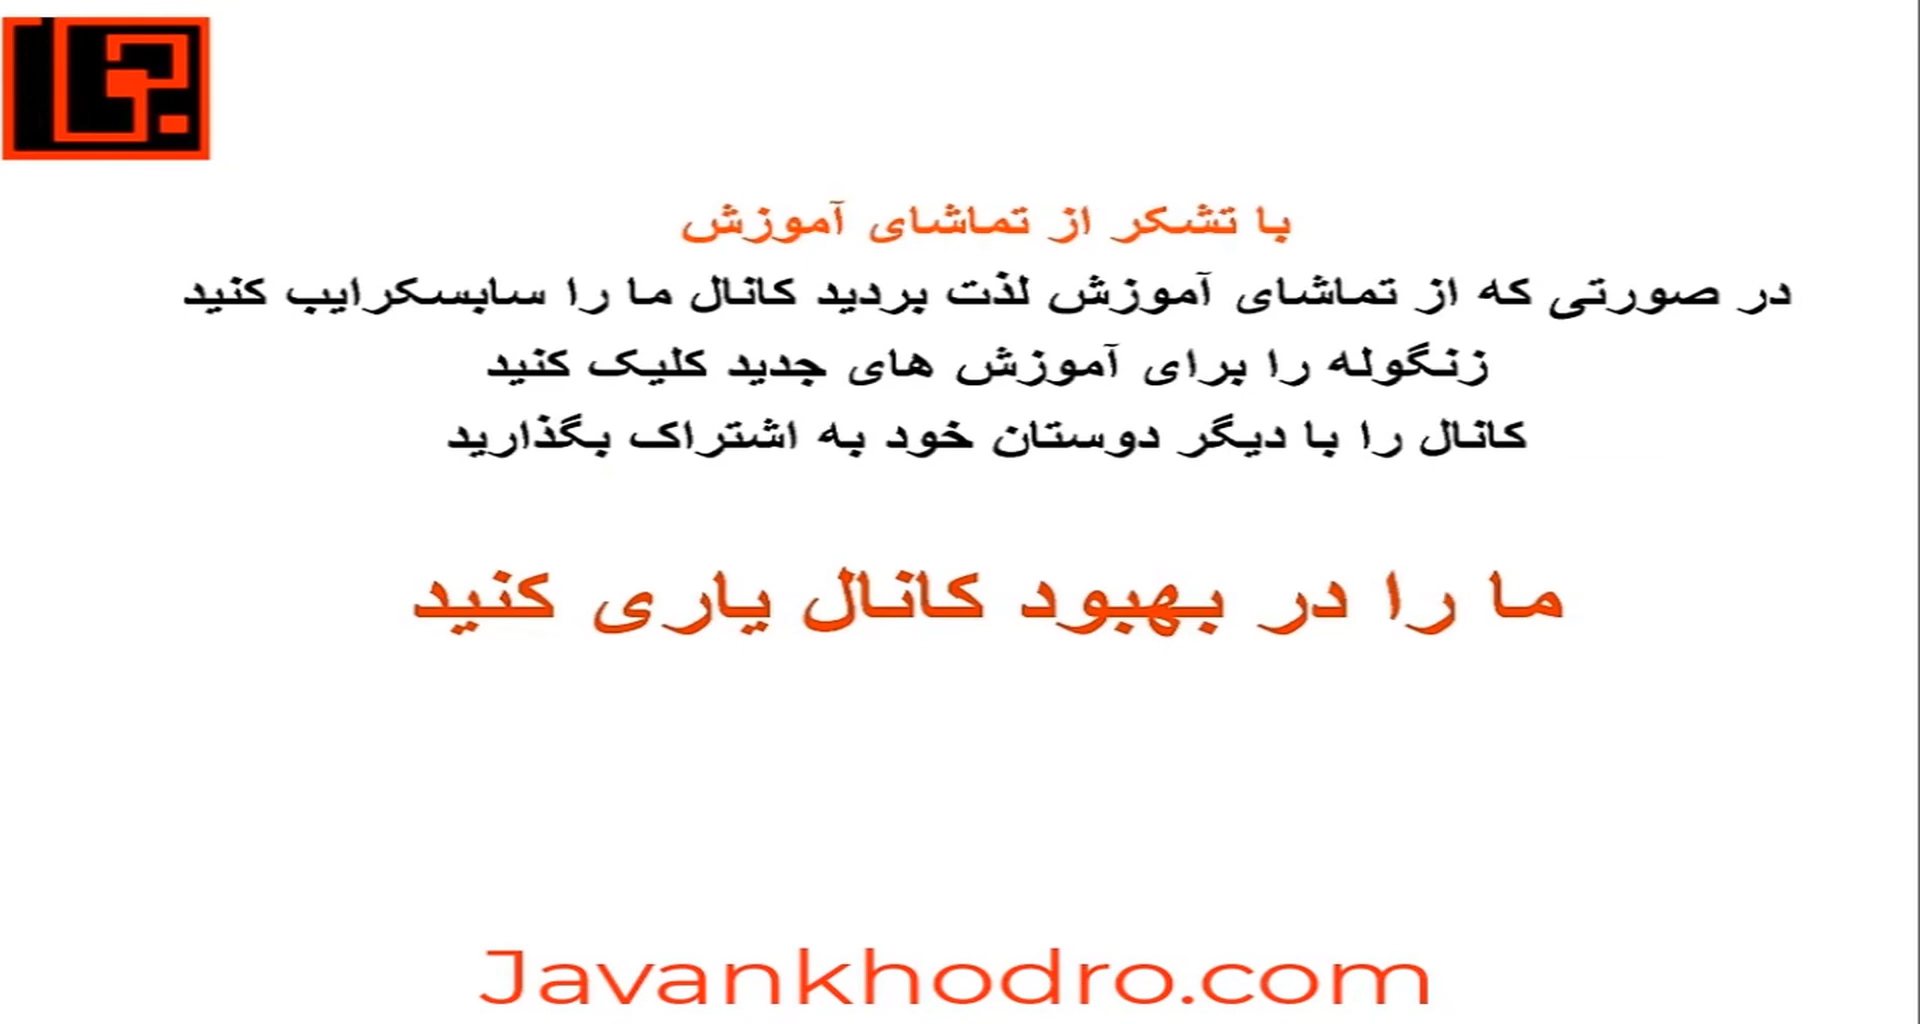 با تشکر از تماشای آموزش
در صورتی که از تماشای آموزش لذت بردید کانال ما را سابسکرایب کنید
زنگوله را برای آموزش های جدید کلیک کنید
کانال را با دیگر دوستان خود به اشتراک بگذارید
ما را در بهبود کانال یاری کنید
Javankhodro.com